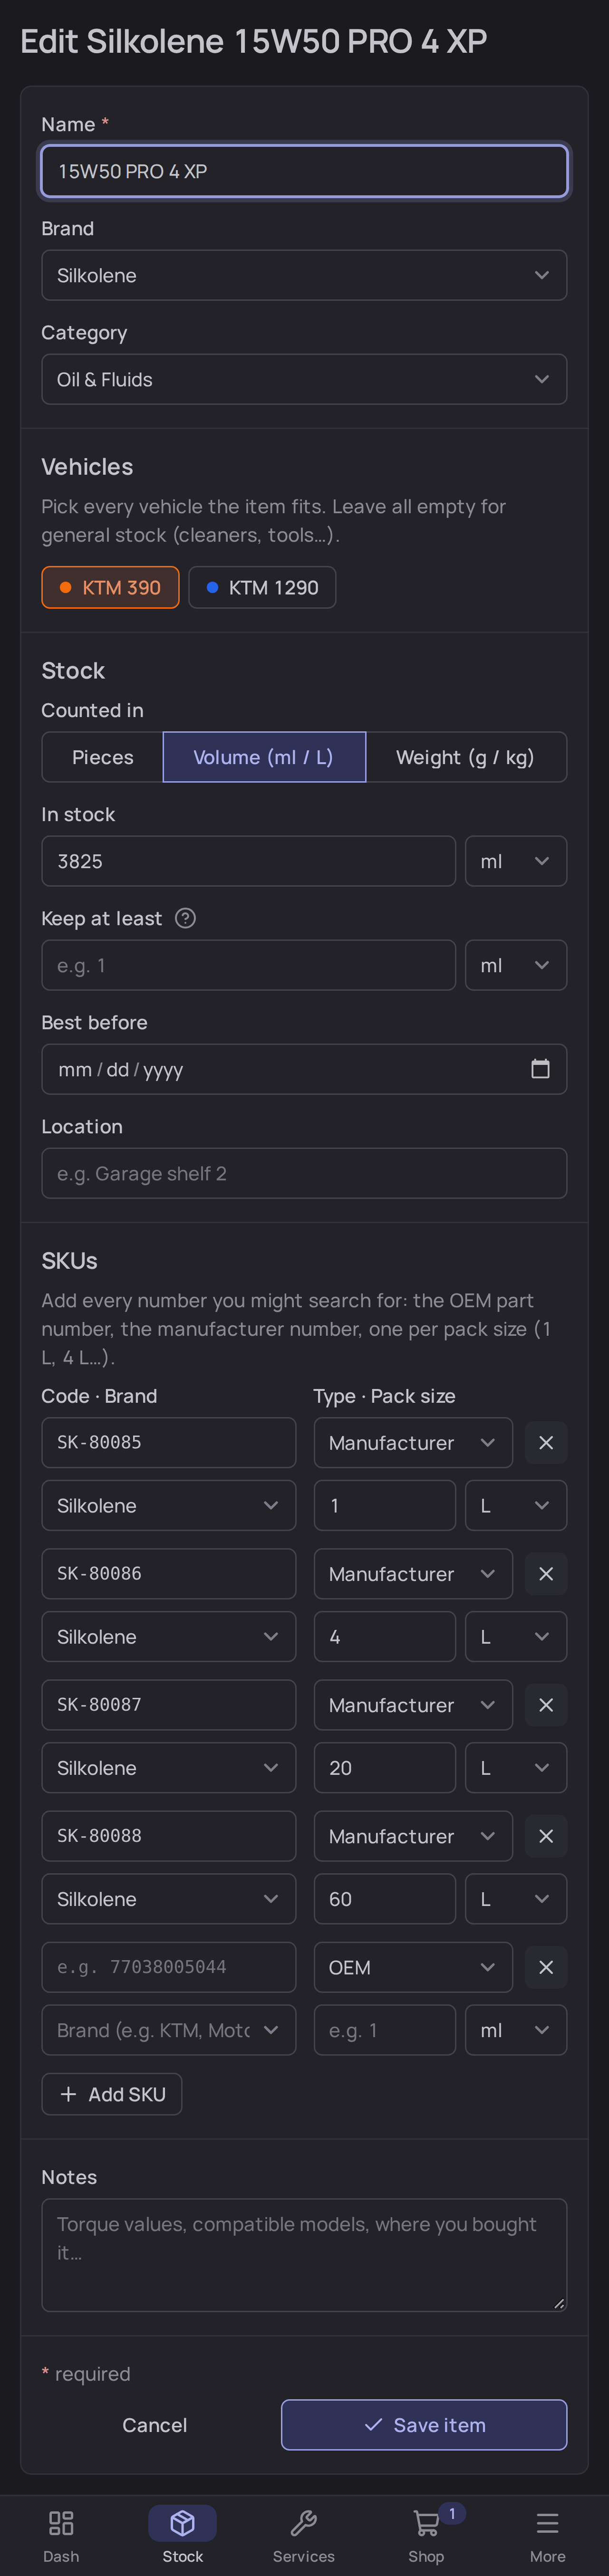 Edit Silkolene 15W50 PRO 4 XP
Name *
15W50 PRO 4 XP
Brand
Silkolene
Category
Oil & Fluids
Vehicles
Pick every vehicle the item fits. Leave all empty for
general stock (cleaners, tools…).
KTM 390 KTM 1290
Stock
Counted in
Pieces Volume (ml / L) Weight (g / kg)
In stock
3825 ml
Keep at least ?
e.g. 1 ml
Best before
mm / dd / yyyy
Location
e.g. Garage shelf 2
SKUs
Add every number you might search for: the OEM part
number, the manufacturer number, one per pack size (1
L, 4 L…).
Code · Brand Type · Pack size
SK-80085 Manufacturer
Silkolene 1 L
SK-80086 Manufacturer
Silkolene 4 L
SK-80087 Manufacturer
Silkolene 20 L
SK-80088 Manufacturer
Silkolene 60 L
e.g. 77038005044 OEM
Brand (e.g. KTM, Motc e.g. 1 ml
+ Add SKU
Notes
Torque values, compatible models, where you bought
it…
* required
Cancel Save item
1
Dash Stock Services Shop More